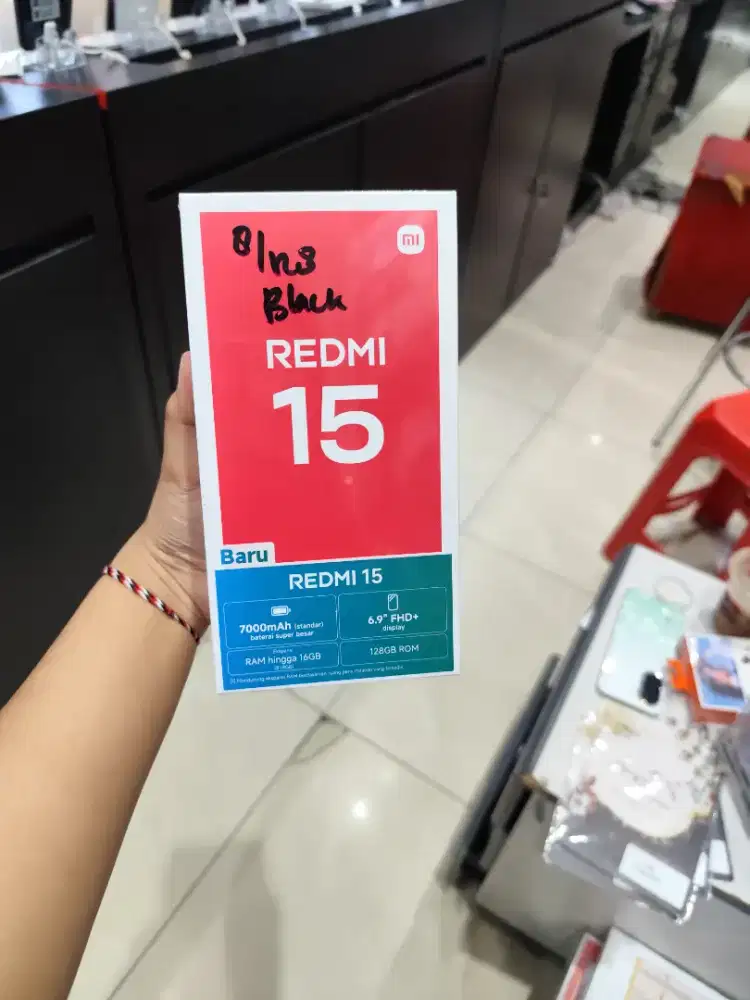 8/128
Black
mi
REDMI
15
Baru
REDMI 15
7000mAh (standar)
baterai super besar
6.9" FHD+
display
RAM hingga 16GB
128GB ROM